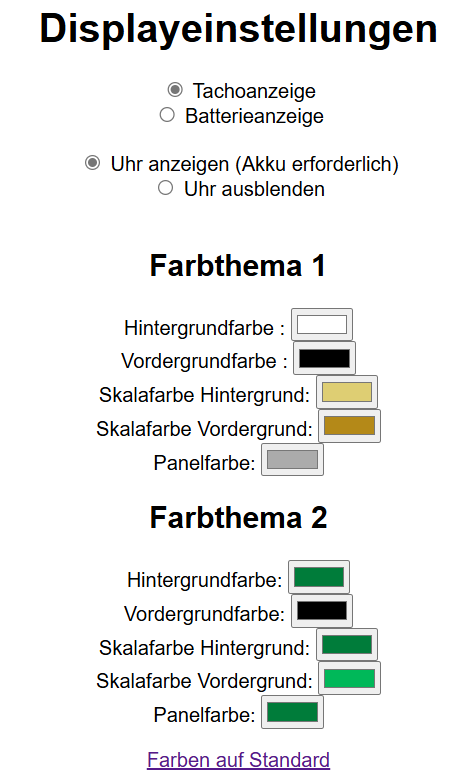 Displayeinstellungen
Tachoanzeige
Batterieanzeige
Uhr anzeigen (Akku erforderlich)
Uhr ausblenden
Farbthema 1
Hintergrundfarbe :
Vordergrundfarbe :
Skalafarbe Hintergrund:
Skalafarbe Vordergrund:
Panelfarbe:
Farbthema 2
Hintergrundfarbe:
Vordergrundfarbe:
Skalafarbe Hintergrund:
Skalafarbe Vordergrund:
Panelfarbe:
Farben auf Standard